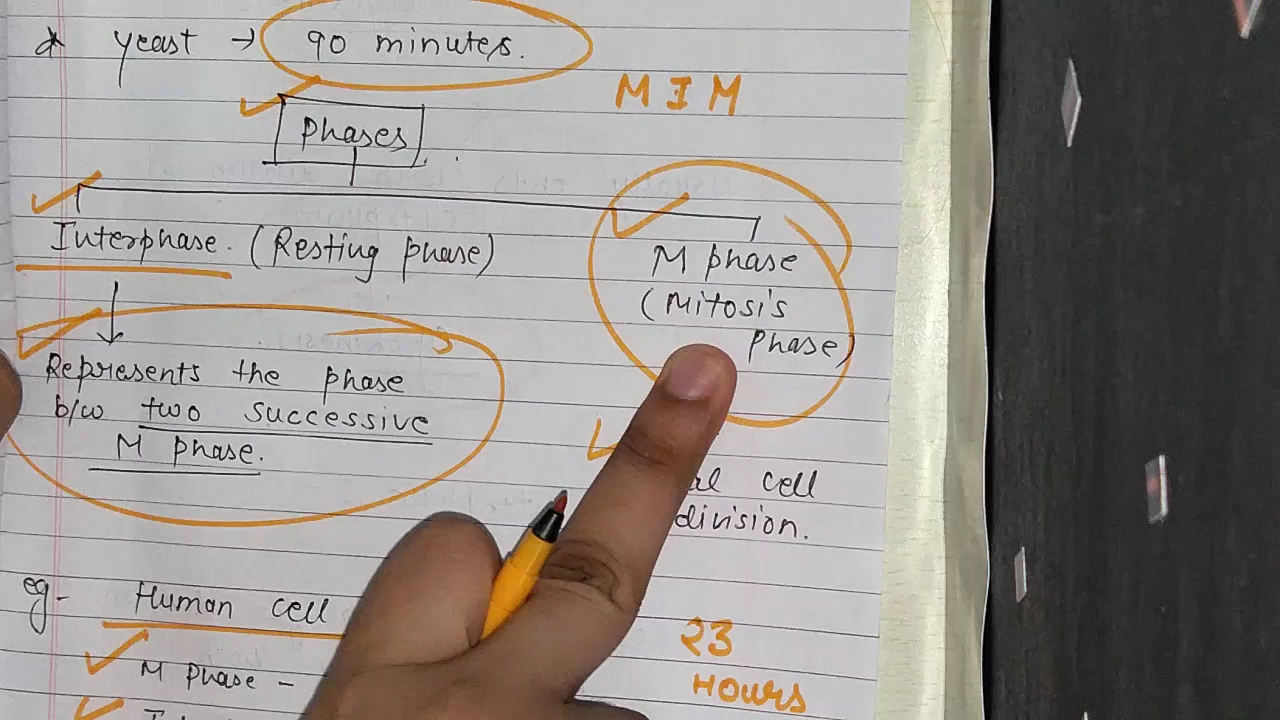 * yeast → 90 minutes.
M I M
Phases
Interphase. (Resting phase)
M phase
(Mitosis
phase)
Represents the phase
b/w two successive
M phase.
cell
division.
eg- Human cell
M phase -
23
HOURS